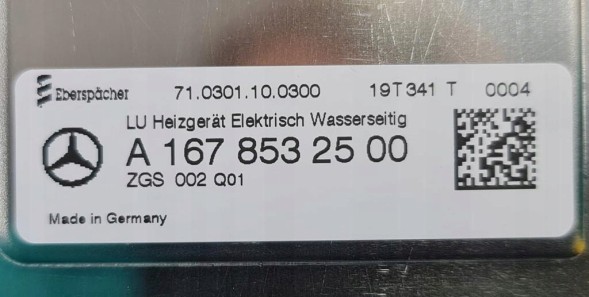 Eberspächer 71.0301.10.0300 19T341 T 0004
LU Heizgerät Elektrisch Wasserseitig
A 167 853 25 00
ZGS 002 Q01
Made in Germany